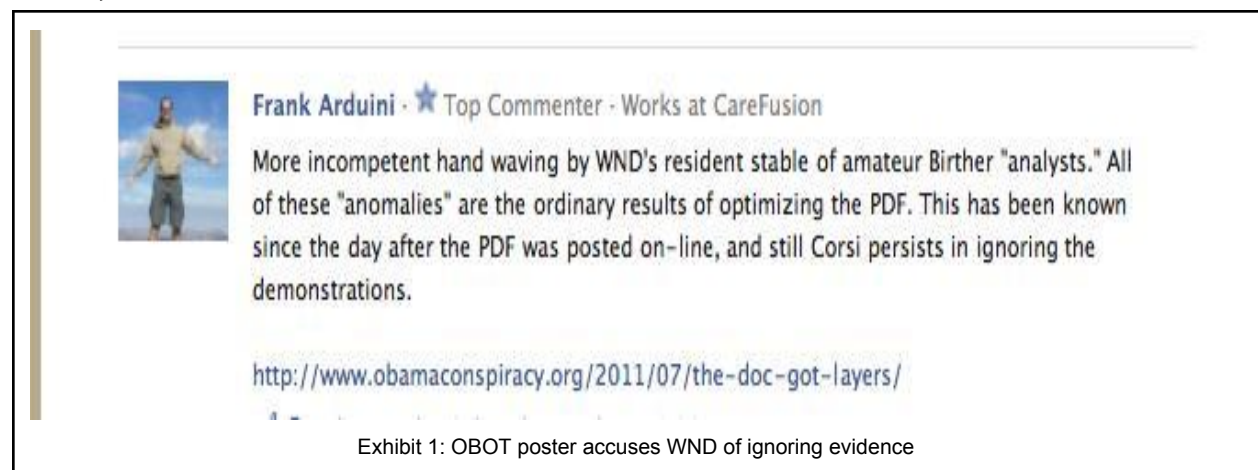 Frank Arduini · ★ Top Commenter · Works at CareFusion
More incompetent hand waving by WND's resident stable of amateur Birther "analysts." All
of these "anomalies" are the ordinary results of optimizing the PDF. This has been known
since the day after the PDF was posted on-line, and still Corsi persists in ignoring the
demonstrations.
http://www.obamaconspiracy.org/2011/07/the-doc-got-layers/
Exhibit 1: OBOT poster accuses WND of ignoring evidence